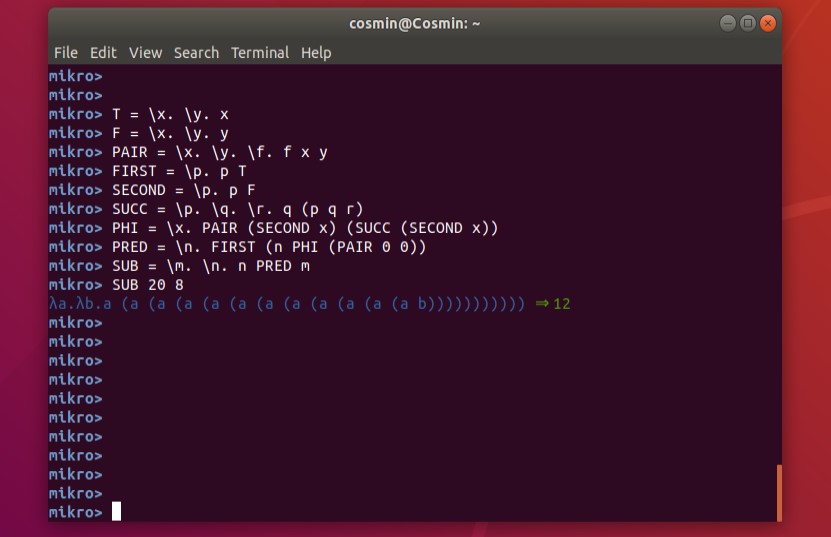 cosmin@Cosmin: ~
File Edit View Search Terminal Help
mikro>
mikro>
mikro> T = \x. \y. x
mikro> F = \x. \y. y
mikro> PAIR = \x. \y. \f. f x y
mikro> FIRST = \p. p T
mikro> SECOND = \p. p F
mikro> SUCC = \p. \q. \r. q (p q r)
mikro> PHI = \x. PAIR (SECOND x) (SUCC (SECOND x))
mikro> PRED = \n. FIRST (n PHI (PAIR 0 0))
mikro> SUB = \m. \n. n PRED m
mikro> SUB 20 8
λa.λb.a (a (a (a (a (a (a (a (a (a (a (a b))))))))))) ⇒ 12
mikro>
mikro>
mikro>
mikro>
mikro>
mikro>
mikro>
mikro>
mikro>
mikro>
mikro>